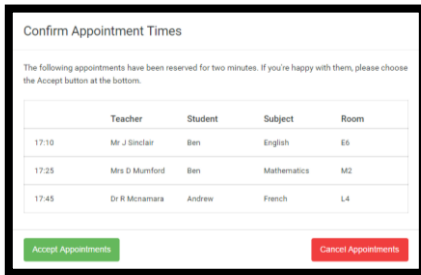 Confirm Appointment Times
The following appointments have been reserved for two minutes. If you're happy with them, please choose
the Accept button at the bottom.
Teacher Student Subject Room
17:10 Mr J Sinclair Ben English E6
17:25 Mrs D Mumford Ben Mathematics M2
17:45 Dr R Mcnamara Andrew French L4
Accept Appointments Cancel Appointments